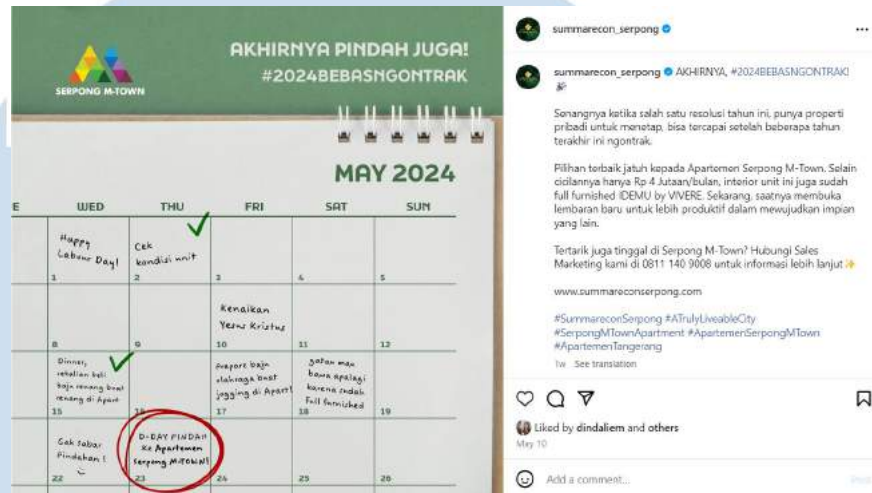 SERPONG M-TOWN
AKHIRNYA PINDAH JUGA!
#2024BEBASNGONTRAK
MAY 2024
E WED THU FRI SAT SUN
Happy
Labour Day!
1
Cek
kondisi unit
2
3
4
5
8
9
Kenaikan
Yesus Kristus
10
11
12
Dinner,
sekalian beli
baju renang buat
renang di Apart
15
16
Prepare baju
olahraga buat
jogging di Apart!
17
gatau mau
bawa apalagi
karena sudah
Full furnished
18
19
Gak sabar
Pindahan!
22
D-DAY PINDAH
Ke Apartemen
Serpong M-TOWN!
23
24
25
26
summarecon_serpong
summarecon_serpong AKHIRNYA, #2024BEBASNGONTRAK!
🎉
Senangnya ketika salah satu resolusi tahun ini, punya properti
pribadi untuk menetap, bisa tercapai setelah beberapa tahun
terakhir ini ngontrak.
Pilihan terbaik jatuh kepada Apartemen Serpong M-Town. Selain
cicilannya hanya Rp 4 Jutaan/bulan, interior unit ini juga sudah
full furnished IDEMU by VIVERE. Sekarang, saatnya membuka
lembaran baru untuk lebih produktif dalam mewujudkan impian
yang lain.
Tertarik juga tinggal di Serpong M-Town? Hubungi Sales
Marketing kami di 0811 140 9008 untuk informasi lebih lanjut✨
www.summareconserpong.com
#SummareconSerpong #ATrulyLiveableCity
#SerpongMTownApartment #ApartemenSerpongMTown
#ApartemenTangerang
1w See translation
Liked by dindaliem and others
May 10
Add a comment...
Post